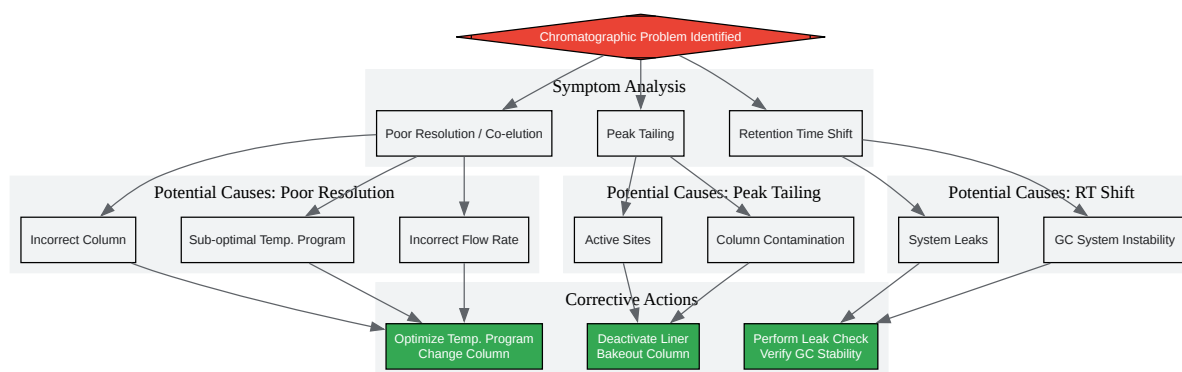 Chromatographic Problem Identified
Symptom Analysis
Poor Resolution / Co-elution
Peak Tailing
Retention Time Shift
Potential Causes: Poor Resolution
Potential Causes: Peak Tailing
Potential Causes: RT Shift
Incorrect Column
Sub-optimal Temp. Program
Incorrect Flow Rate
Active Sites
Column Contamination
System Leaks
GC System Instability
Corrective Actions
Optimize Temp. Program
Change Column
Deactivate Liner
Bakeout Column
Perform Leak Check
Verify GC Stability